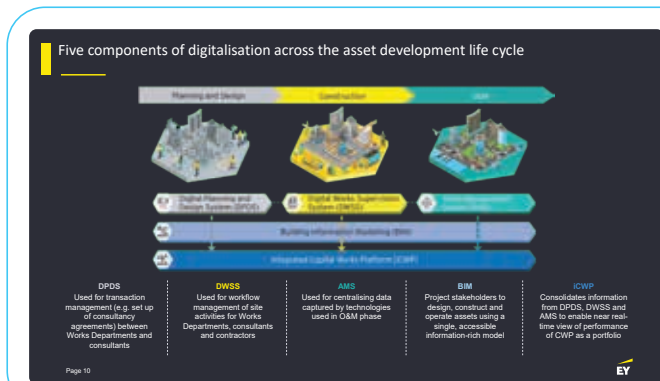 Five components of digitalisation across the asset development life cycle
Planning and Design
Construction
Digital Planning and
Design System (DPDS)
Digital Works Supervision
System (DWSS)
Building Information Modelling (BIM)
Integrated Capital Works Platform (iCWP)
DPDS
Used for transaction
management (e.g. set up
of consultancy
agreements) between
Works Departments and
consultants
DWSS
Used for workflow
management of site
activities for Works
Departments, consultants
and contractors
AMS
Used for centralising data
captured by technologies
used in O&M phase
BIM
Project stakeholders to
design, construct and
operate assets using a
single, accessible
information-rich model
iCWP
Consolidates information
from DPDS, DWSS and
AMS to enable near real-
time view of performance
of CWP as a portfolio
Page 10
EY